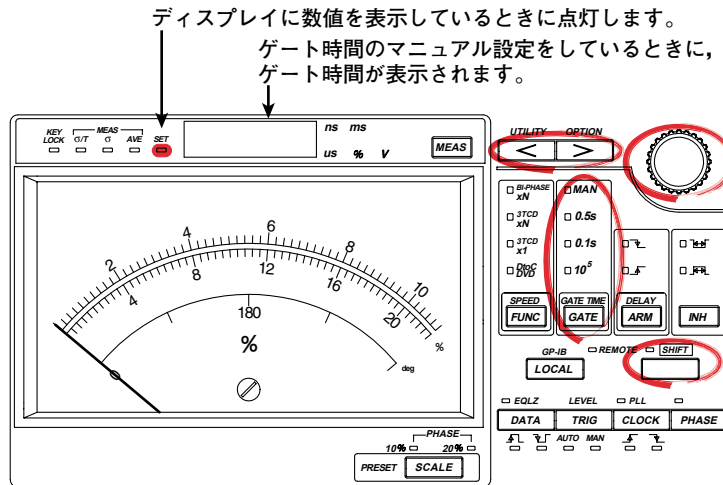 ディスプレイに数値を表示しているときに点灯します。
ゲート時間のマニュアル設定をしているときに,
ゲート時間が表示されます。
KEY LOCK
MEAS
σ/T σ AVE SET
ns ms
us % V
MEAS
UTILITY OPTION
< >
BI-PHASE xN
MAN
3TCD xN
0.5s
3TCD x1
0.1s
DtoC DVD
10⁵
SPEED GATE TIME DELAY
FUNC GATE ARM INH
2 4 6 8 10
4 8 12 16 20
%
180
deg
%
GP-IB REMOTE SHIFT
LOCAL
EQLZ LEVEL PLL
DATA TRIG CLOCK PHASE
AUTO MAN
PHASE
10% 20%
PRESET SCALE